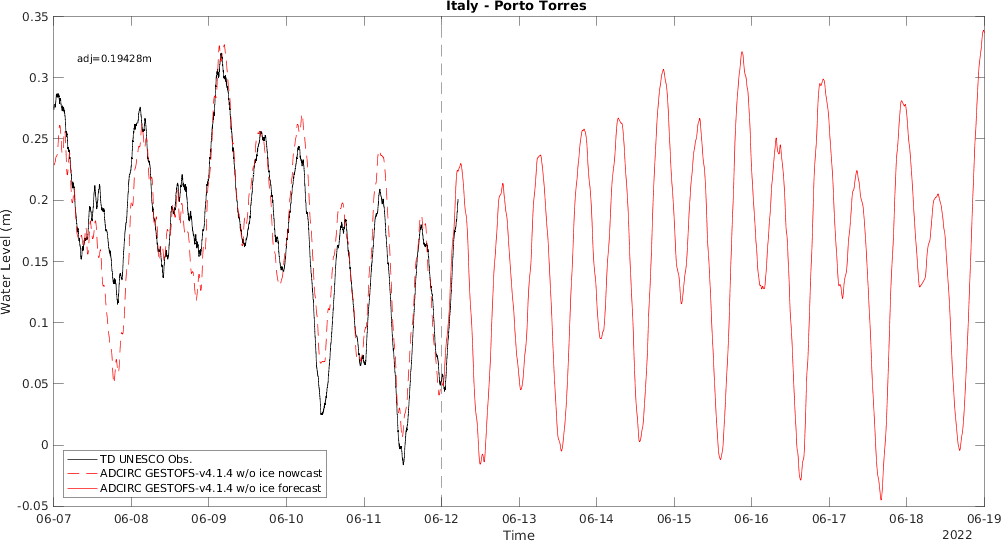 Italy - Porto Torres
0.35
0.3
0.25
0.2
0.15
0.1
0.05
0
-0.05
Water Level (m)
adj=0.19428m
TD UNESCO Obs.
ADCIRC GESTOFS-v4.1.4 w/o ice nowcast
ADCIRC GESTOFS-v4.1.4 w/o ice forecast
06-07 06-08 06-09 06-10 06-11 06-12 06-13 06-14 06-15 06-16 06-17 06-18 06-19
Time
2022